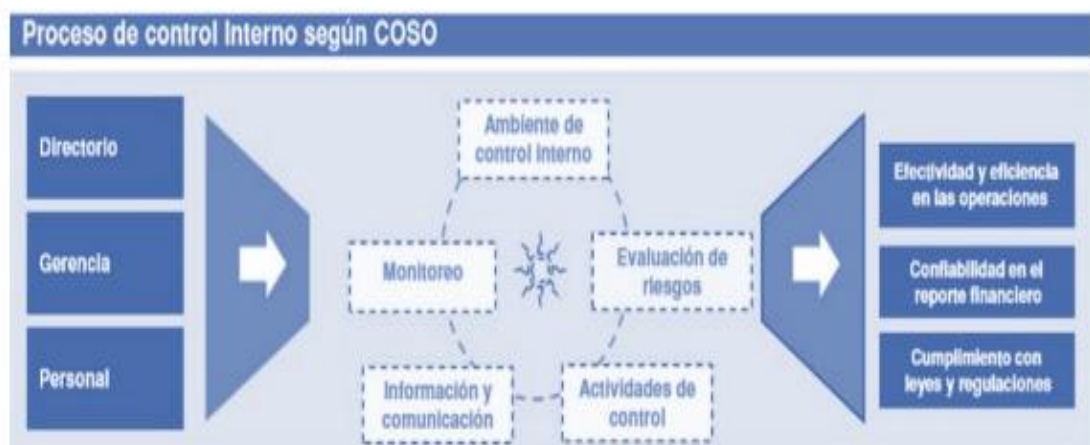 Proceso de control Interno según COSO
Directorio
Gerencia
Personal
Ambiente de
control Interno
Monitoreo
Evaluación de
riesgos
Información y
comunicación
Actividades de
control
Efectividad y eficiencia
en las operaciones
Confiabilidad en el
reporte financiero
Cumplimiento con
leyes y regulaciones